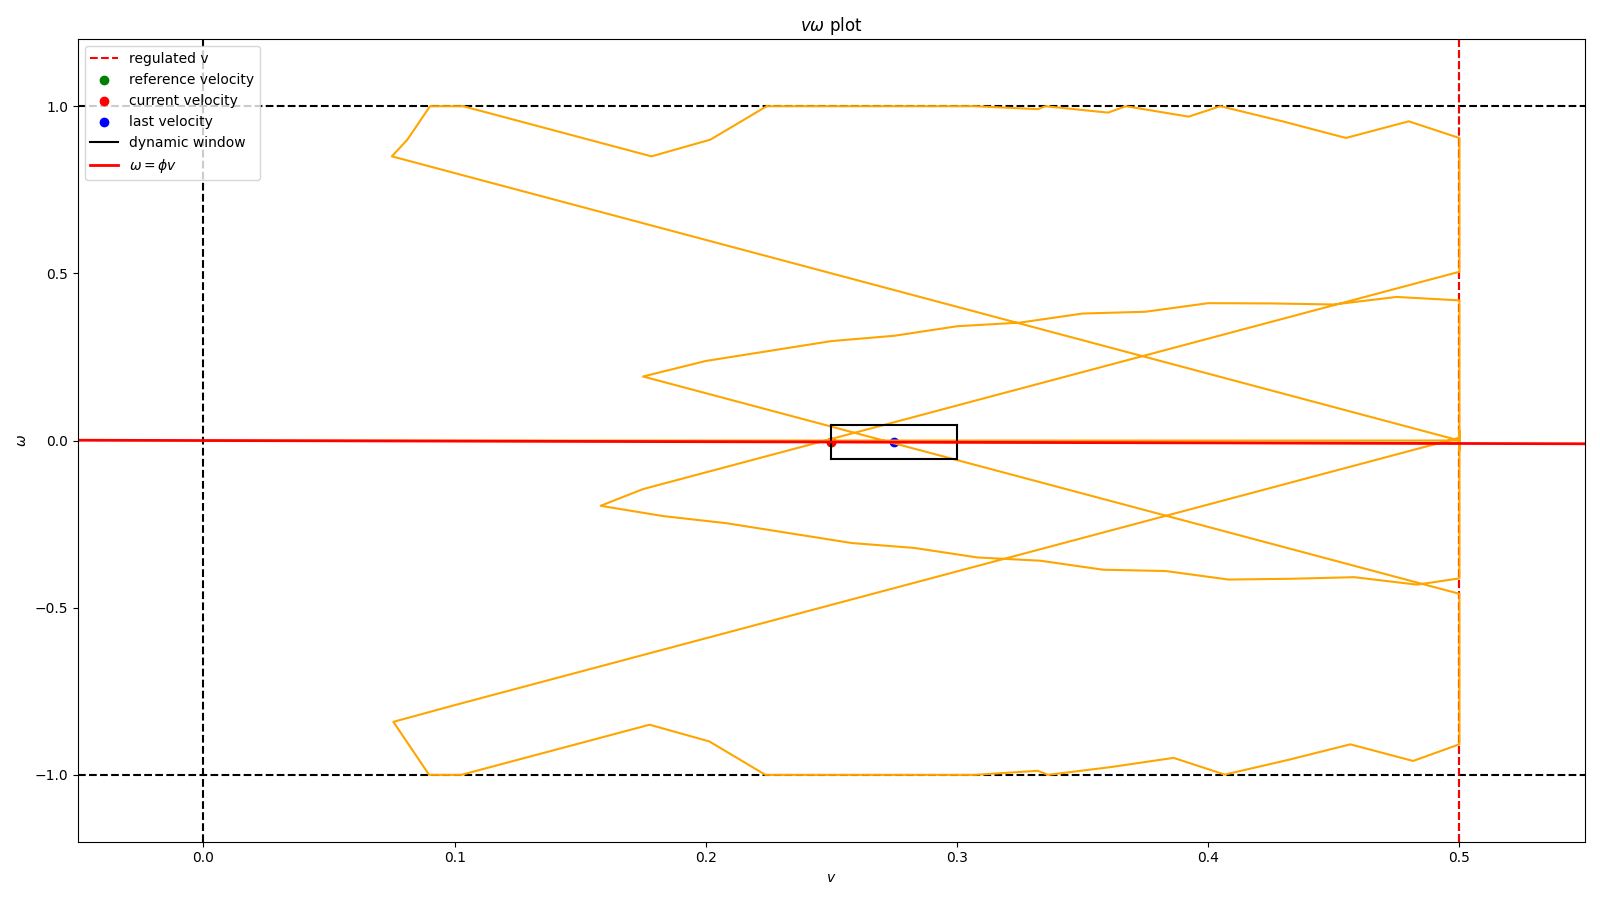 vω plot
regulated v
reference velocity
current velocity
last velocity
dynamic window
ω = ϕv
1.0
0.5
0.0
−0.5
−1.0
ω
0.0 0.1 0.2 0.3 0.4 0.5
v